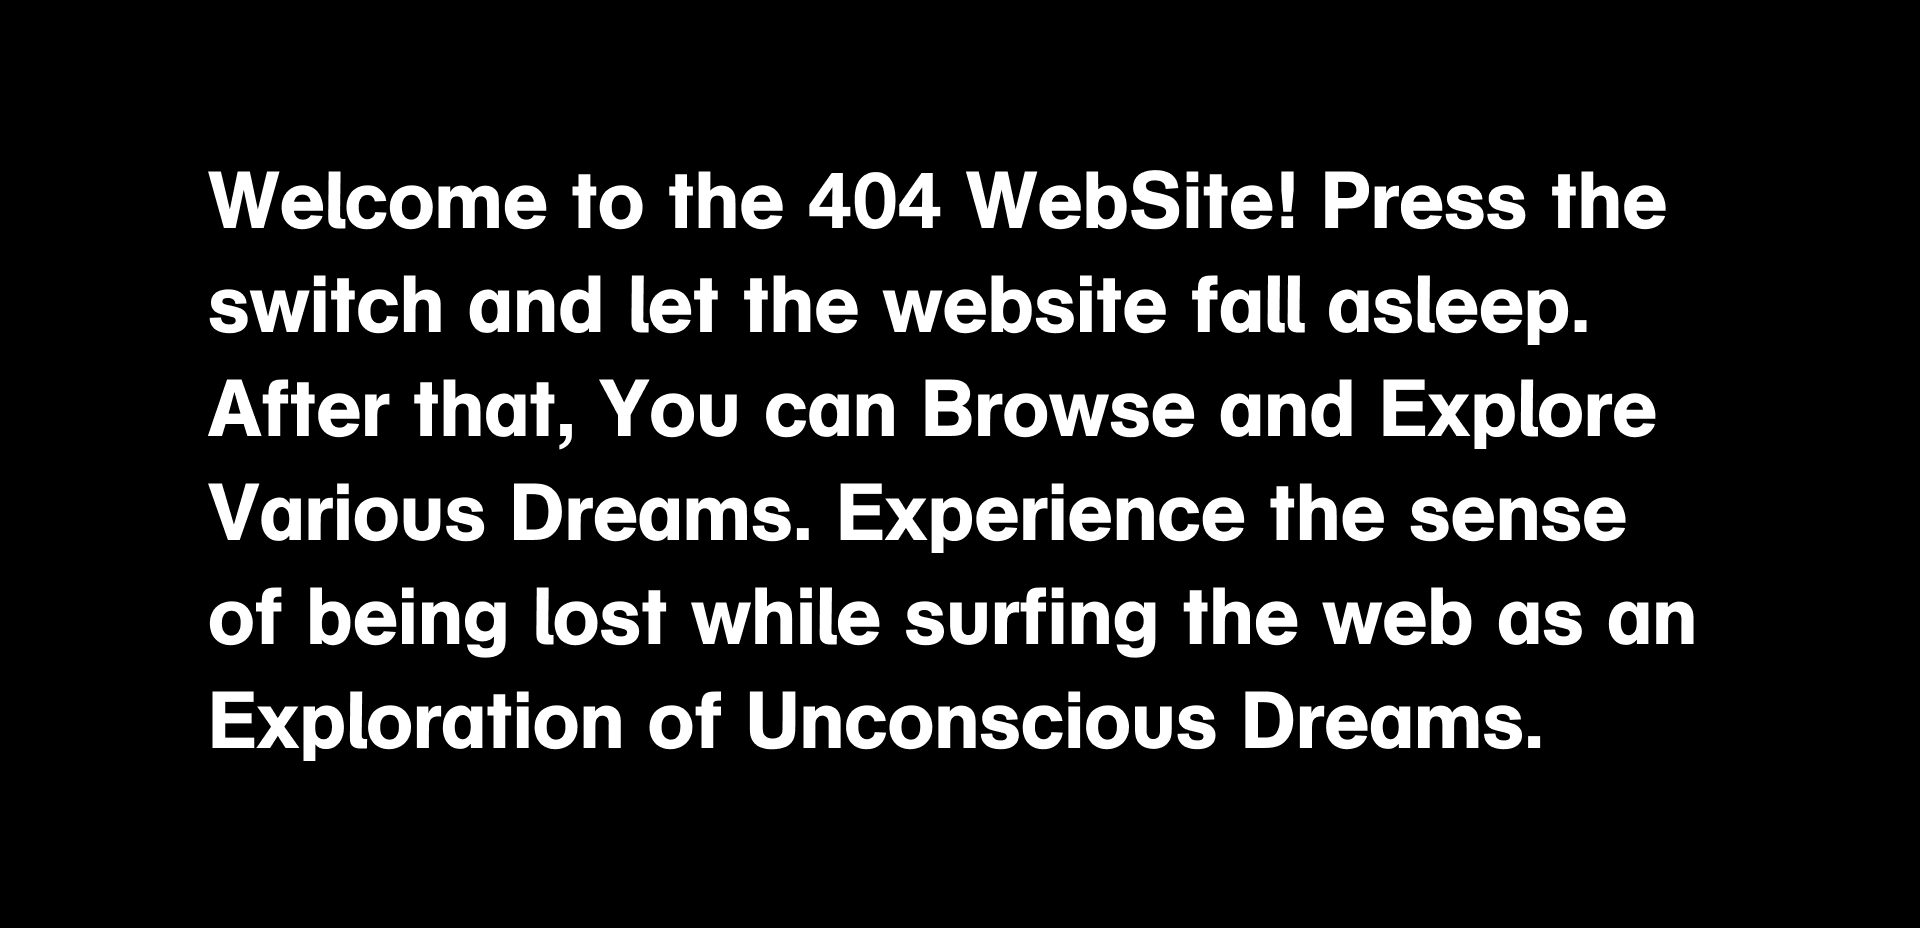 Welcome to the 404 WebSite! Press the
switch and let the website fall asleep.
After that, You can Browse and Explore
Various Dreams. Experience the sense
of being lost while surfing the web as an
Exploration of Unconscious Dreams.